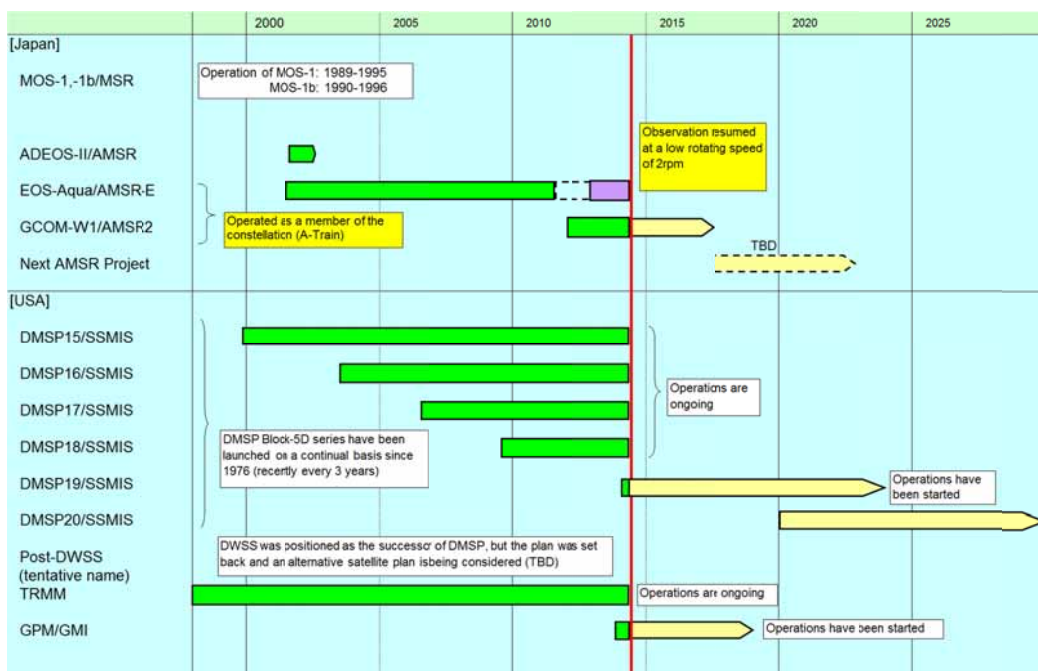 2000 2005 2010 2015 2020 2025
[Japan]
MOS-1,-1b/MSR
Operation of MOS-1: 1989-1995
MOS-1b: 1990-1996
ADEOS-II/AMSR
Observation resumed
at a low rotating speed
of 2rpm
EOS-Aqua/AMSR-E
GCOM-W1/AMSR2
Operated as a member of the
constellation (A-Train)
Next AMSR Project
TBD
[USA]
DMSP15/SSMIS
DMSP16/SSMIS
Operations are
ongoing
DMSP17/SSMIS
DMSP18/SSMIS
DMSP Block-5D series have been
launched on a continual basis since
1976 (recently every 3 years)
DMSP19/SSMIS
Operations have
been started
DMSP20/SSMIS
DWSS was positioned as the successor of DMSP, but the plan was set
back and an alternative satellite plan isbeing considered (TBD)
Post-DWSS
(tentative name)
TRMM
Operations are ongoing
GPM/GMI
Operations have been started